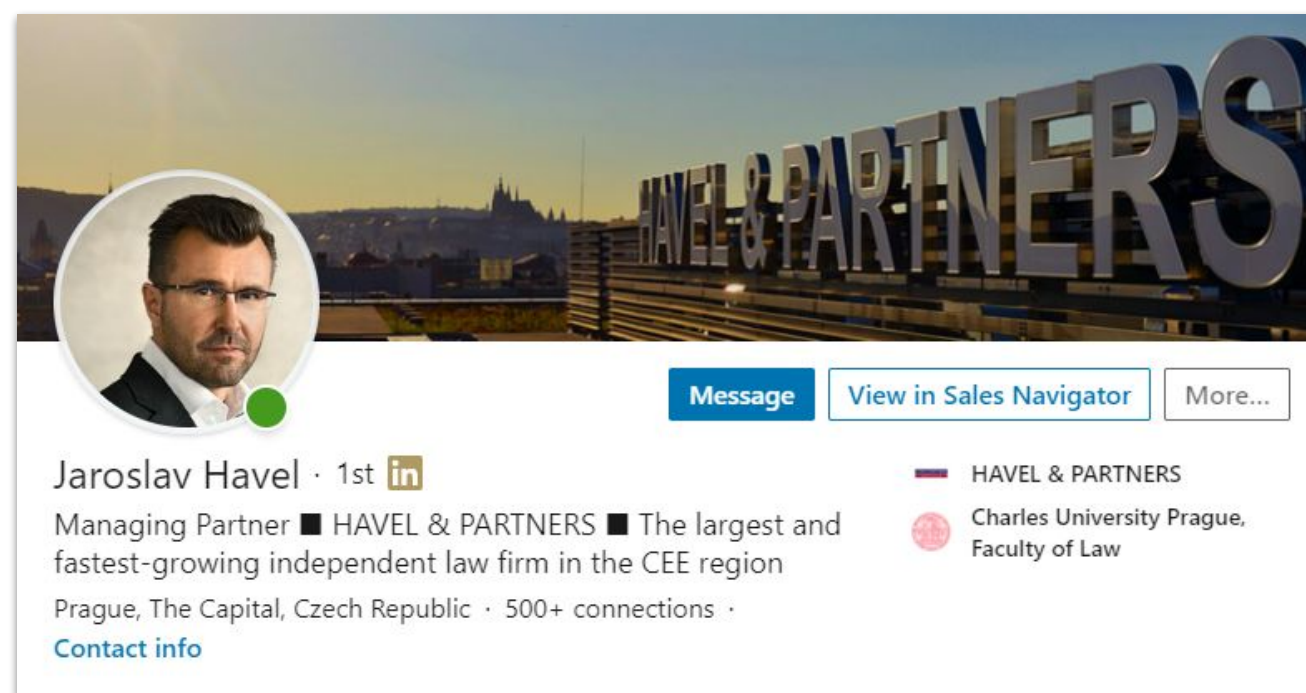 HAVEL & PARTNERS
Message
View in Sales Navigator
More...
Jaroslav Havel · 1st in
Managing Partner ■ HAVEL & PARTNERS ■ The largest and
fastest-growing independent law firm in the CEE region
Prague, The Capital, Czech Republic · 500+ connections ·
Contact info
HAVEL & PARTNERS
Charles University Prague,
Faculty of Law